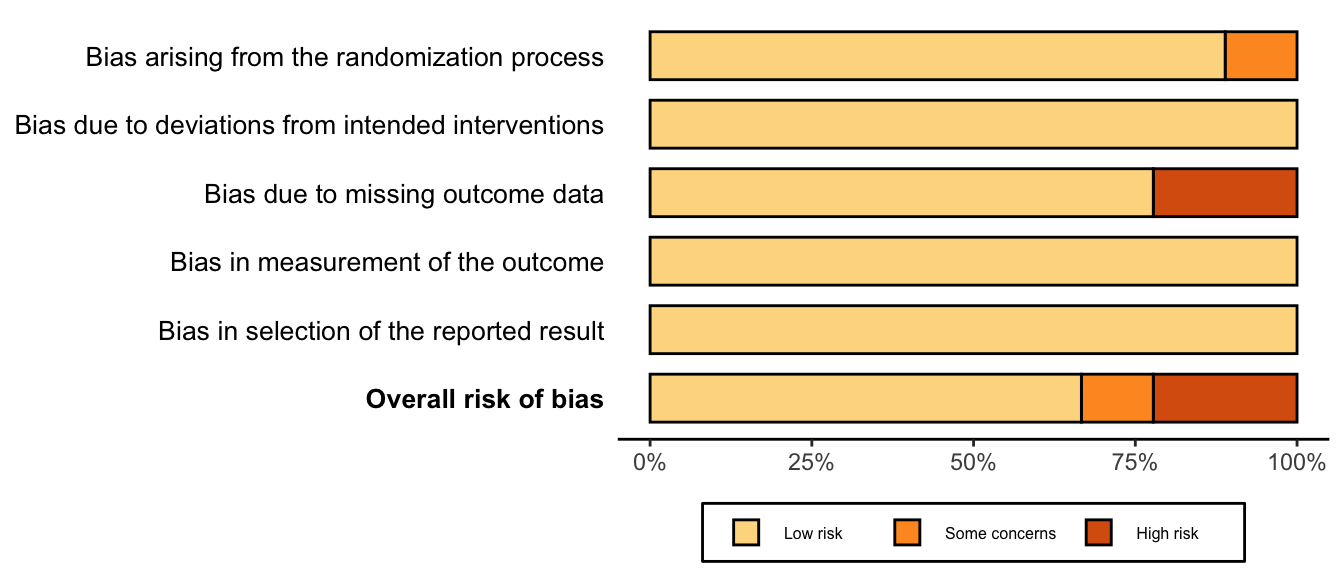 Bias arising from the randomization process
Bias due to deviations from intended interventions
Bias due to missing outcome data
Bias in measurement of the outcome
Bias in selection of the reported result
Overall risk of bias
0% 25% 50% 75% 100%
Low risk Some concerns High risk